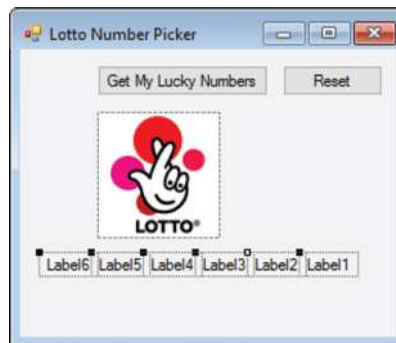 Lotto Number Picker
Get My Lucky Numbers Reset
LOTTO®
Label6 Label5 Label4 Label3 Label2 Label1